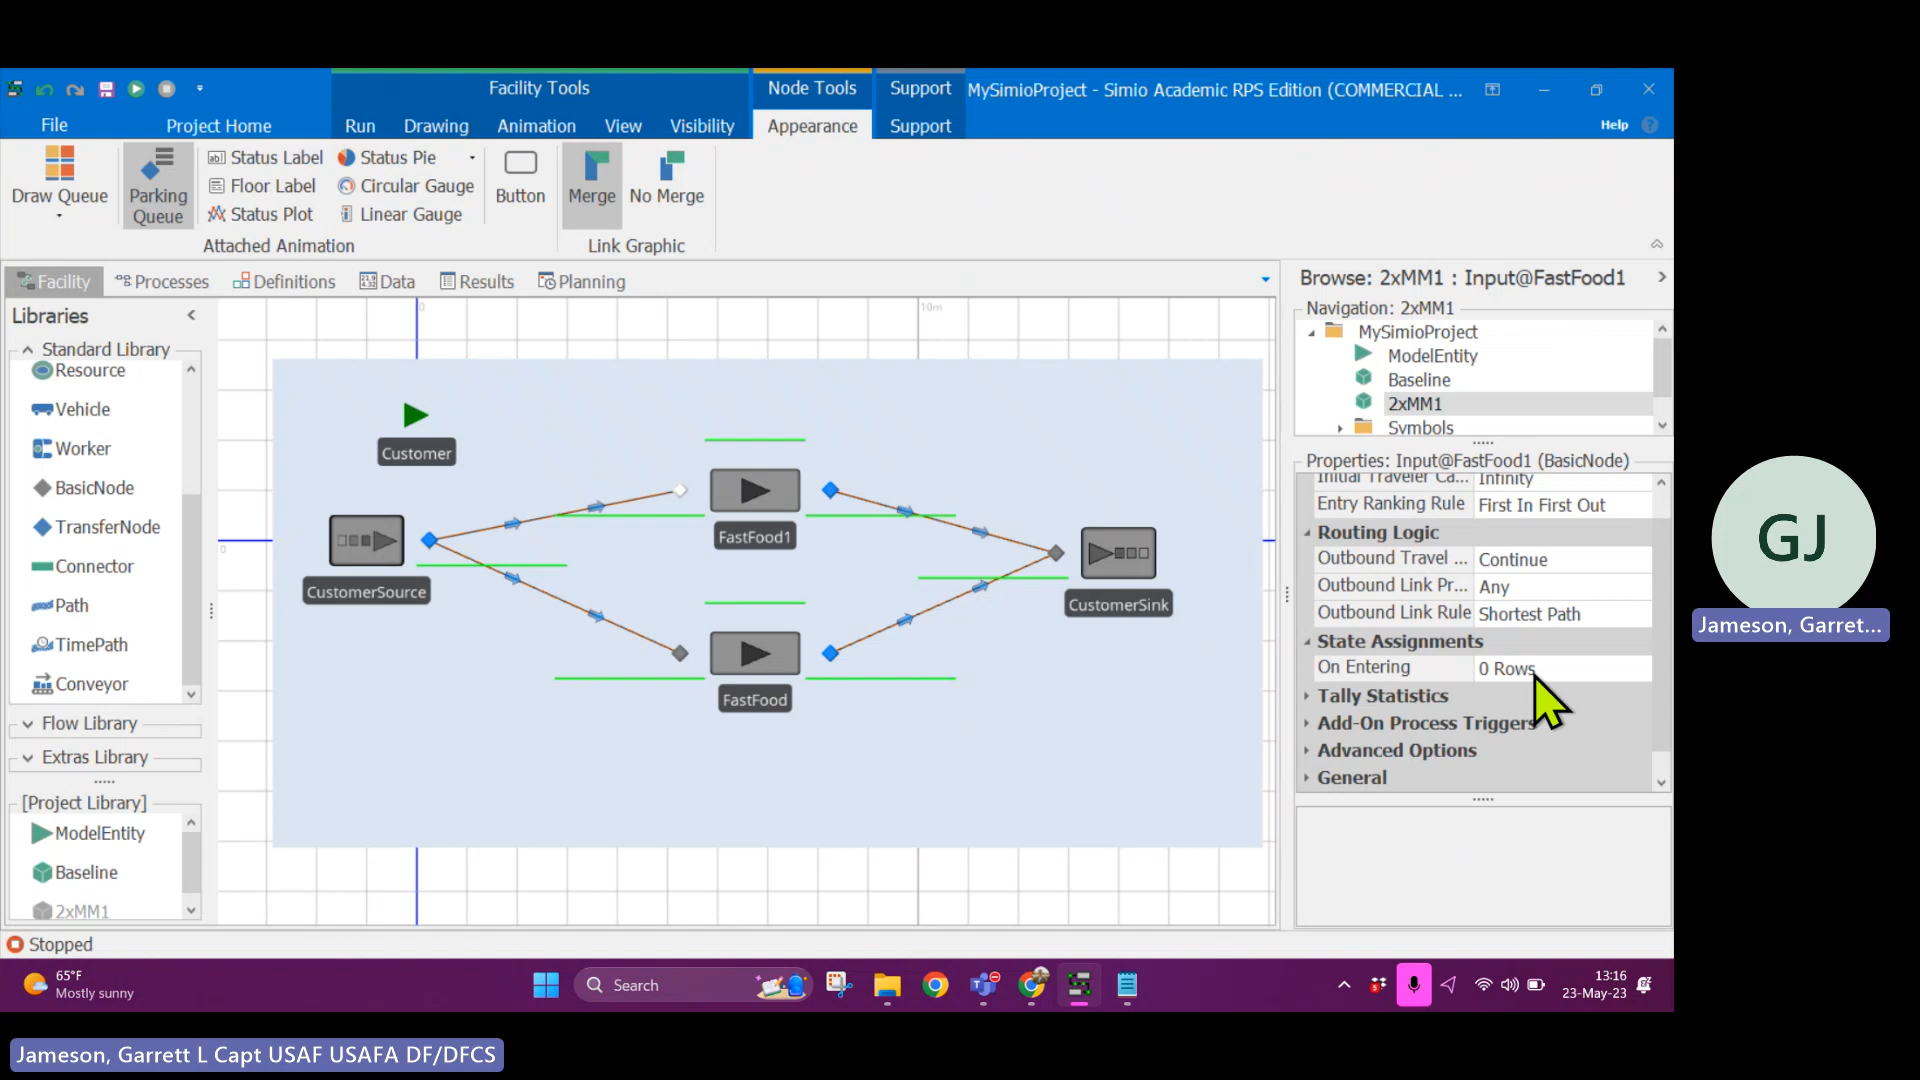 Facility Tools
Node Tools
Support
MySimioProject - Simio Academic RPS Edition (COMMERCIAL ...
File
Project Home
Run
Drawing
Animation
View
Visibility
Appearance
Support
Help
Draw Queue
Parking Queue
Status Label
Floor Label
Status Plot
Status Pie
Circular Gauge
Linear Gauge
Button
Merge
No Merge
Attached Animation
Link Graphic
Facility
Processes
Definitions
Data
Results
Planning
Libraries
Standard Library
Resource
Vehicle
Worker
BasicNode
TransferNode
Connector
Path
TimePath
Conveyor
Flow Library
Extras Library
[Project Library]
ModelEntity
Baseline
2xMM1
0
10m
0
Customer
CustomerSource
FastFood1
FastFood
CustomerSink
Browse: 2xMM1 : Input@FastFood1
Navigation: 2xMM1
MySimioProject
ModelEntity
Baseline
2xMM1
Symbols
Properties: Input@FastFood1 (BasicNode)
Initial Traveler Ca... Infinity
Entry Ranking Rule First In First Out
Routing Logic
Outbound Travel ... Continue
Outbound Link Pr... Any
Outbound Link Rule Shortest Path
State Assignments
On Entering 0 Rows
Tally Statistics
Add-On Process Triggers
Advanced Options
General
Stopped
65°F
Mostly sunny
Search
13:16
23-May-23
GJ
Jameson, Garret...
Jameson, Garrett L Capt USAF USAFA DF/DFCS